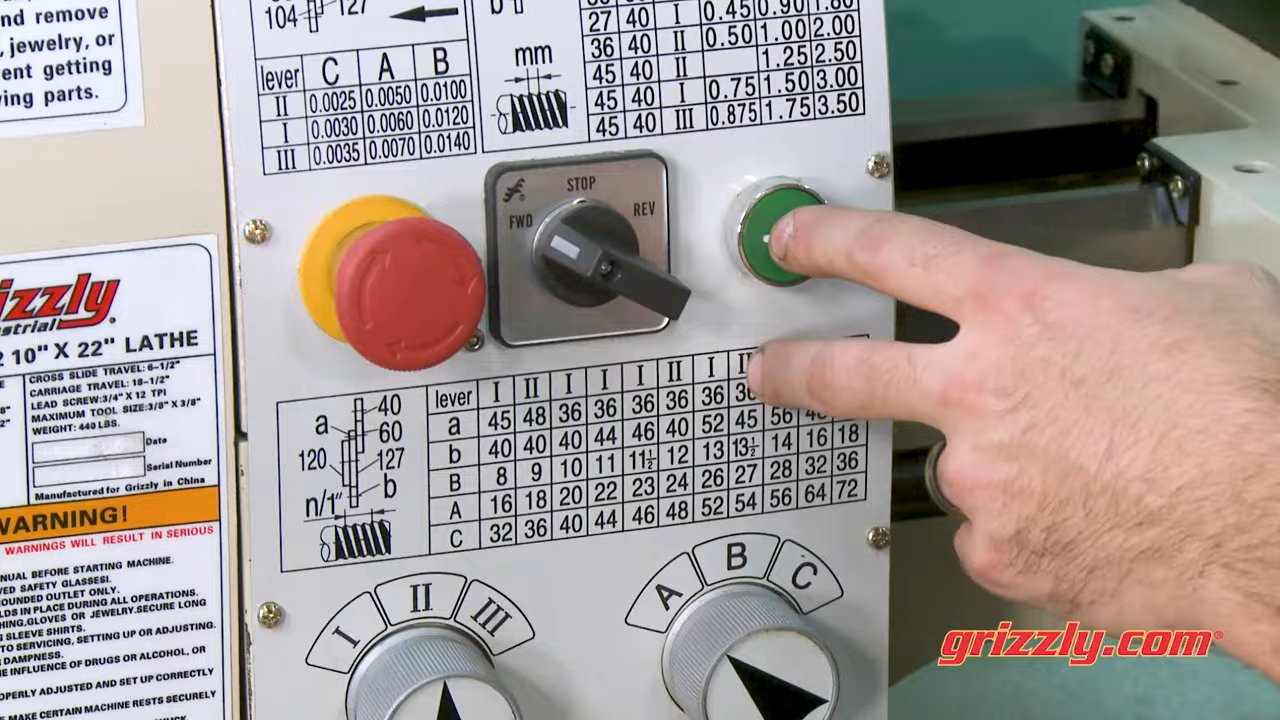 nd remove
, jewelry, or
ent getting
ing parts.
104 127
lever C A B
II 0.0025 0.0050 0.0100
I 0.0030 0.0060 0.0120
III 0.0035 0.0070 0.0140
mm
27 40 I 0.45 0.90 1.80
36 40 II 0.50 1.00 2.00
45 40 II 1.25 2.50
45 40 I 0.75 1.50 3.00
45 40 III 0.875 1.75 3.50
STOP
FWD
REV
izzly
strial
10" X 22" LATHE
CROSS SLIDE TRAVEL: 6-1/2"
CARRIAGE TRAVEL: 18-1/2"
LEAD SCREW:3/4" X 12 TPI
MAXIMUM TOOL SIZE:3/8" X 3/8"
WEIGHT: 440 LBS.
Date
Serial Number
Manufactured for Grizzly in China
WARNING!
WARNINGS WILL RESULT IN SERIOUS
NUAL BEFORE STARTING MACHINE.
VED SAFETY GLASSES!
OUNDED OUTLET ONLY.
LDS IN PLACE DURING ALL OPERATIONS.
HING,GLOVES OR JEWELRY.SECURE LONG
SLEEVE SHIRTS.
TO SERVICING, SETTING UP OR ADJUSTING.
DAMPNESS.
HE INFLUENCE OF DRUGS OR ALCOHOL, OR
OPERLY ADJUSTED AND SET UP CORRECTLY
MAKE CERTAIN MACHINE RESTS SECURELY
a 40
60
120 127
n/1" b
lever I II I I I II I
a 45 48 36 36 36 36 36
b 40 40 40 44 46 40 52 45 56
B 8 9 10 11 11½ 12 13 13½ 14 16 18
A 16 18 20 22 23 24 26 27 28 32 36
C 32 36 40 44 46 48 52 54 56 64 72
I II III
A B C
grizzly.com®